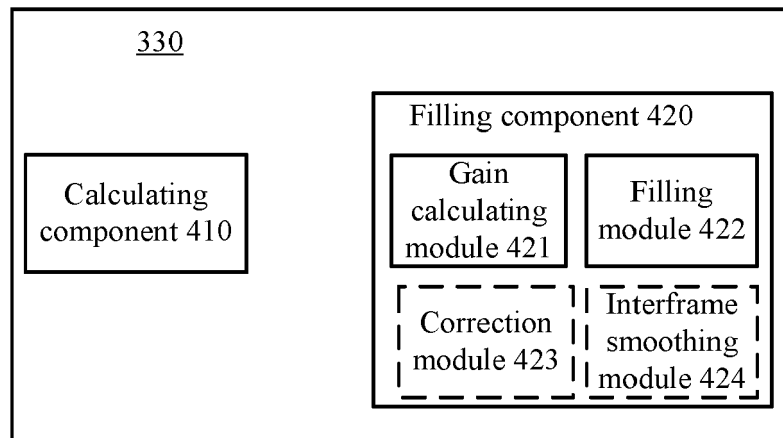 330
Filling component 420
Calculating
component 410
Gain
calculating
module 421
Filling
module 422
Correction
module 423
Interframe
smoothing
module 424